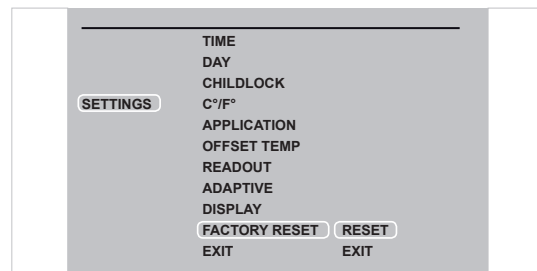 TIME
DAY
CHILDLOCK
SETTINGS C°/F°
APPLICATION
OFFSET TEMP
READOUT
ADAPTIVE
DISPLAY
FACTORY RESET RESET
EXIT EXIT